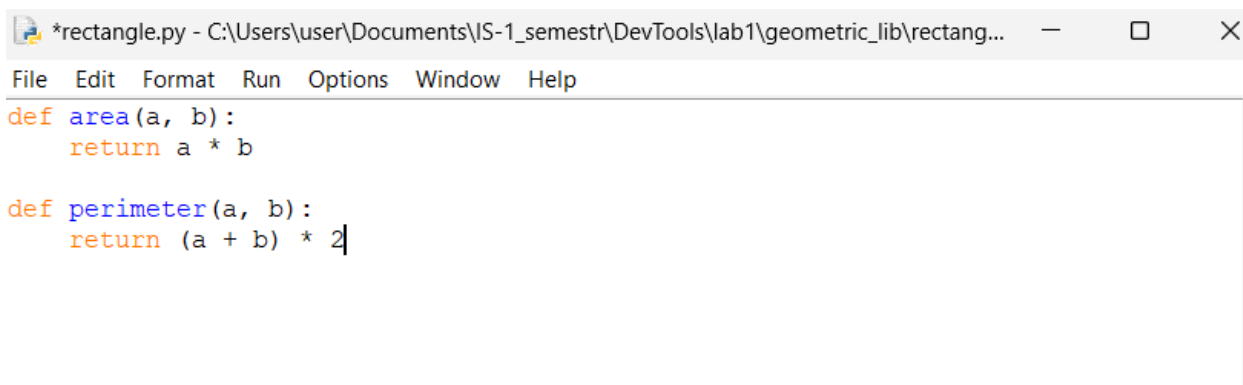 *rectangle.py - C:\Users\user\Documents\IS-1_semestr\DevTools\lab1\geometric_lib\rectang...
File Edit Format Run Options Window Help
def area(a, b):
    return a * b

def perimeter(a, b):
    return (a + b) * 2